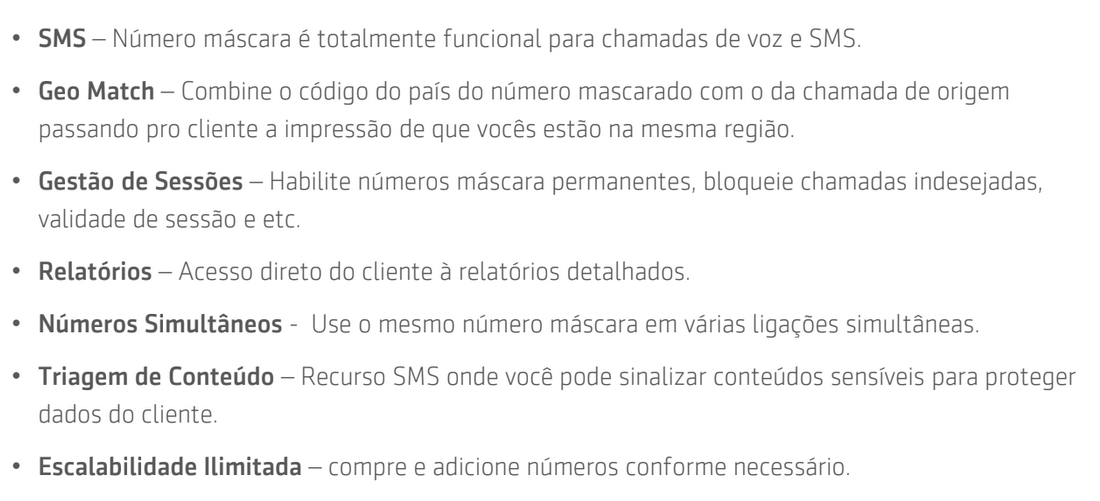 • SMS – Número máscara é totalmente funcional para chamadas de voz e SMS.
• Geo Match – Combine o código do país do número mascarado com o da chamada de origem
passando pro cliente a impressão de que vocês estão na mesma região.
• Gestão de Sessões – Habilite números máscara permanentes, bloqueie chamadas indesejadas,
validade de sessão e etc.
• Relatórios – Acesso direto do cliente à relatórios detalhados.
• Números Simultâneos -  Use o mesmo número máscara em várias ligações simultâneas.
• Triagem de Conteúdo – Recurso SMS onde você pode sinalizar conteúdos sensíveis para proteger
dados do cliente.
• Escalabilidade Ilimitada – compre e adicione números conforme necessário.